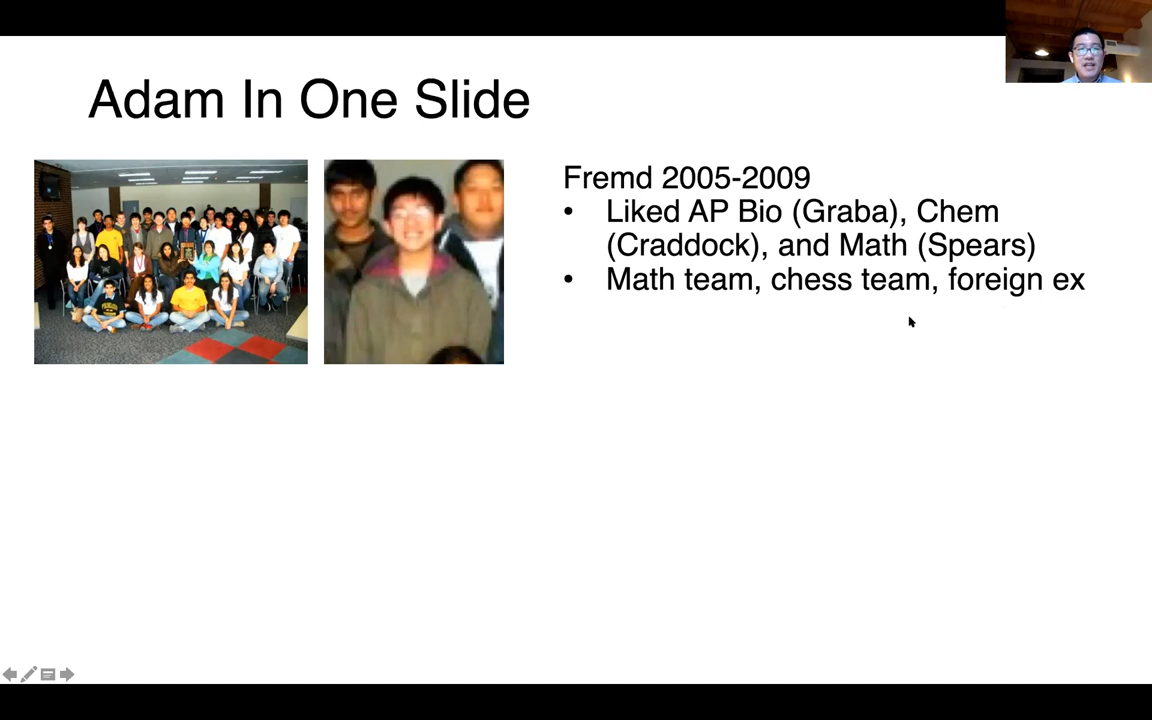 Adam In One Slide
Fremd 2005-2009
• Liked AP Bio (Graba), Chem
(Craddock), and Math (Spears)
• Math team, chess team, foreign ex